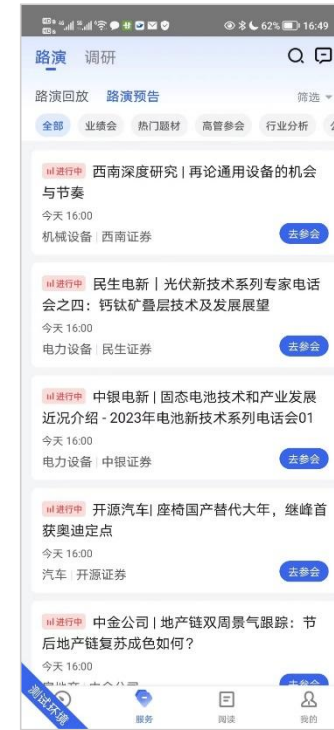 62% 16:49
路演 调研
路演回放 路演预告 筛选
全部 业绩会 热门题材 高管参会 行业分析
进行中 西南深度研究 | 再论通用设备的机会
与节奏
今天 16:00
机械设备 | 西南证券 去参会
进行中 民生电新丨光伏新技术系列专家电话
会之四：钙钛矿叠层技术及发展展望
今天 16:00
电力设备 | 民生证券 去参会
进行中 中银电新 | 固态电池技术和产业发展
近况介绍 - 2023年电池新技术系列电话会01
今天 16:00
电力设备 | 中银证券 去参会
进行中 开源汽车| 座椅国产替代大年，继峰首
获奥迪定点
今天 16:00
汽车 | 开源证券 去参会
进行中 中金公司 | 地产链双周景气跟踪：节
后地产链复苏成色如何？
今天 16:00
测试环境
服务 阅读 我的